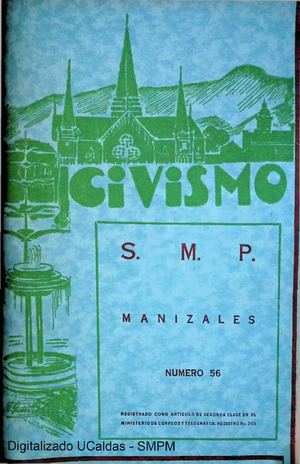 CIVISMO
S. M. P.
MANIZALES
NUMERO 56
REGISTRADO COMO ARTICULO DE SEGUNDA CLASE EN EL
MINISTERIO DE CORREOS Y TELEGRAFOS. REGISTRO No. 203
Digitalizado UCaldas - SMPM